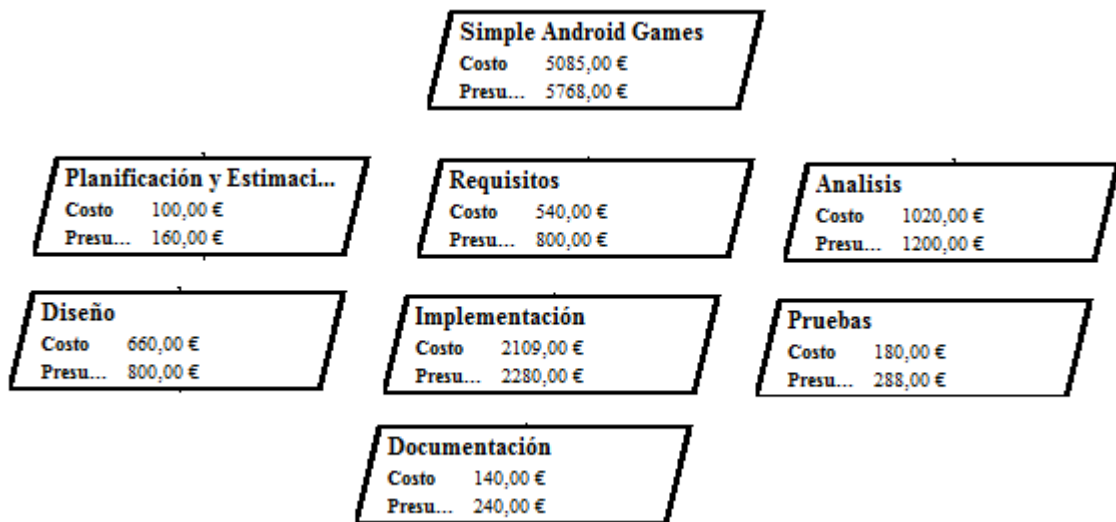 Simple Android Games
Costo 5085,00 €
Presu... 5768,00 €
Planificación y Estimaci...
Costo 100,00 €
Presu... 160,00 €
Requisitos
Costo 540,00 €
Presu... 800,00 €
Analisis
Costo 1020,00 €
Presu... 1200,00 €
Diseño
Costo 660,00 €
Presu... 800,00 €
Implementación
Costo 2109,00 €
Presu... 2280,00 €
Pruebas
Costo 180,00 €
Presu... 288,00 €
Documentación
Costo 140,00 €
Presu... 240,00 €